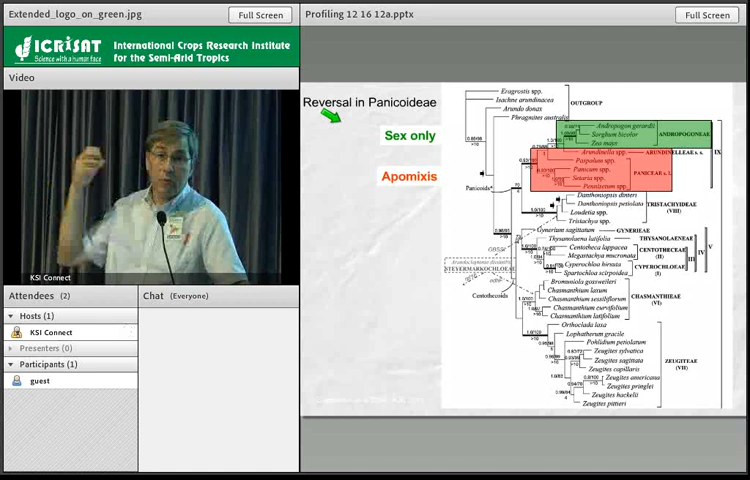 Extended_logo_on_green.jpg
Full Screen
Profiling 12 16 12a.pptx
Full Screen
ICRISAT
Science with a human face
International Crops Research Institute
for the Semi-Arid Tropics
Video
KSI Connect
Attendees (2)
Hosts (1)
KSI Connect
Presenters (0)
Participants (1)
guest
Chat (Everyone)
Reversal in Panicoideae
Sex only
Apomixis
Eragrostis spp.
Isachne arundinacea
Arundo donax
Phragmites australis
OUTGROUP
Andropogon gerardii
Sorghum bicolor
Zea mays
ANDROPOGONEAE
Arundinella spp.
ARUNDINELLEAE s. s.
IX
Paspalum spp.
Panicum spp.
Setaria spp.
Pennisetum spp.
PANICEAE s. l.
Panicoids
Danthoniopsis dinteri
Danthoniopsis petiolata
Loudetia spp.
Tristachya spp.
TRISTACHYIDEAE
(VIII)
Gynerium sagittatum
GYNERIEAE
Thysanolaena latifolia
THYSANOLAENEAE
Centotheca lappacea
Megastachya mucronata
CENTOTHECEAE
(II)
Cyperochloa hirsuta
Spartochloa scirpoidea
CYPEROCHLOEAE
(I)
III
IV
V
STEYERMARKOCHLOEAE
Centothecoids
Bromuniola gossweileri
Chasmanthium laxum
Chasmanthium sessiliflorum
Chasmanthium curvifolium
Chasmanthium latifolium
CHASMANTHIEAE
(VI)
Orthoclada laxa
Lophatherum gracile
Pohlidium petiolatum
Zeugites sylvatica
Zeugites sagittata
Zeugites capillaris
Zeugites americana
Zeugites pringlei
Zeugites hackelii
Zeugites pittieri
ZEUGITEAE
(VII)